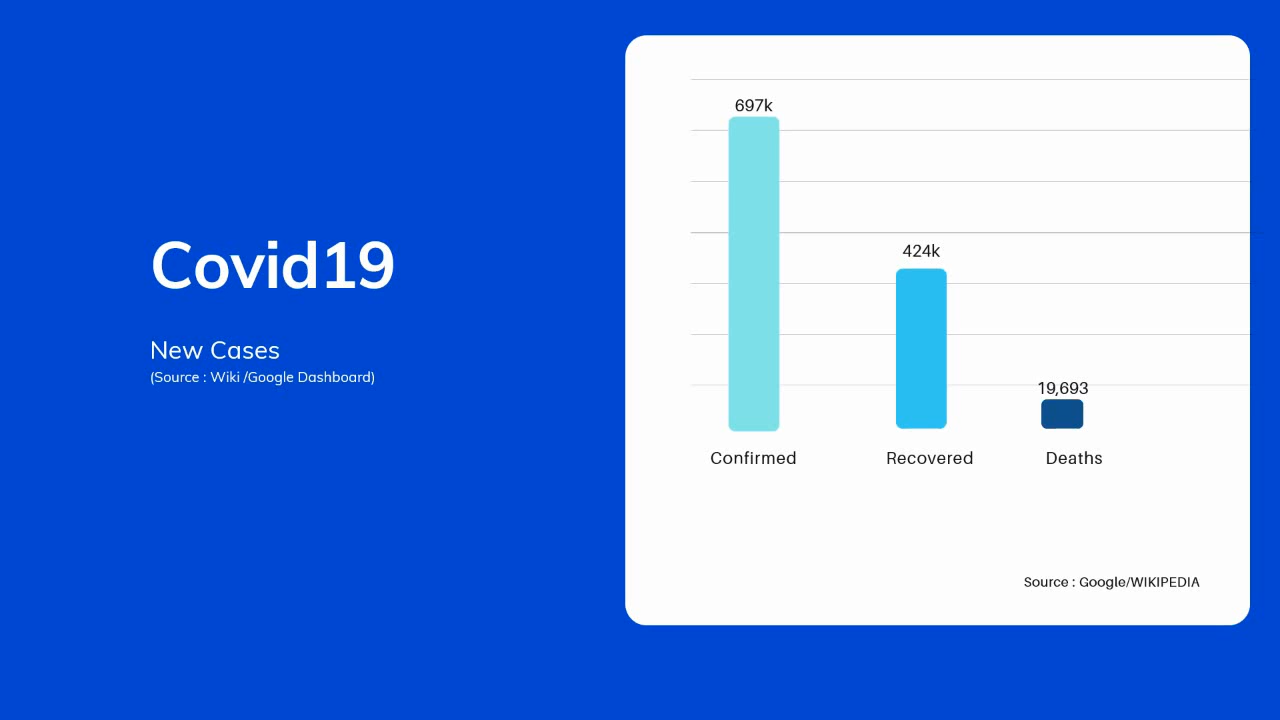 Covid19
New Cases
(Source : Wiki /Google Dashboard)
697k
424k
19,693
Confirmed
Recovered
Deaths
Source : Google/WIKIPEDIA